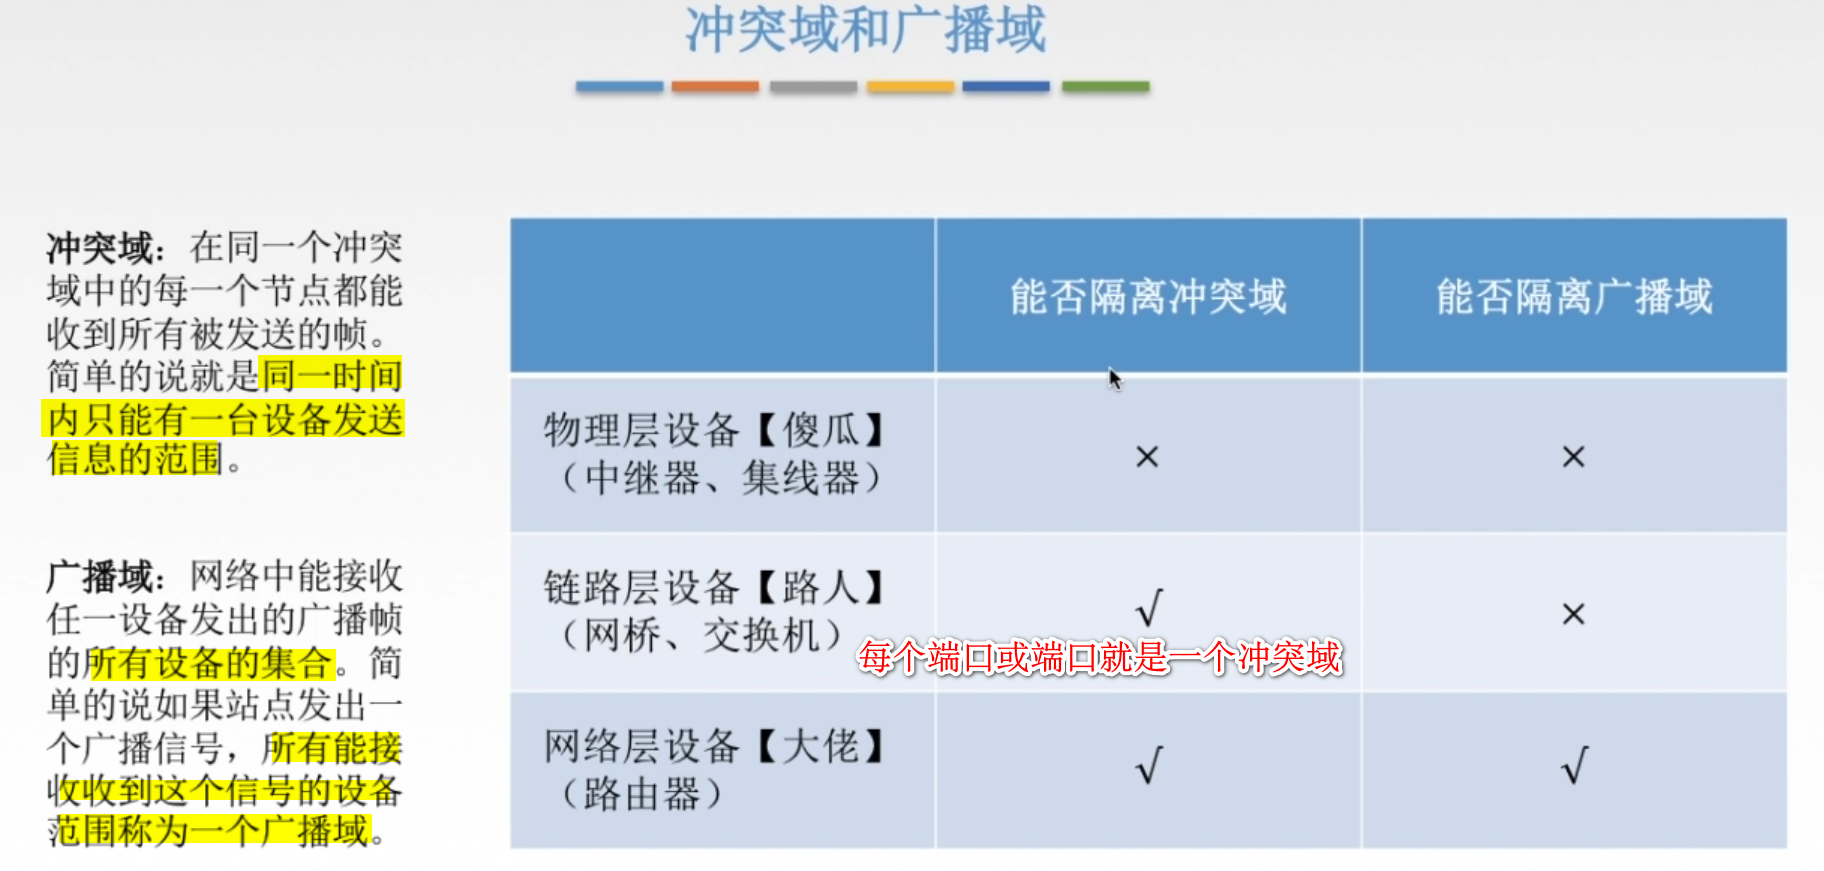 冲突域和广播域
冲突域：在同一个冲突
域中的每一个节点都能
收到所有被发送的帧。
简单的说就是同一时间
内只能有一台设备发送
信息的范围。
广播域：网络中能接收
任一设备发出的广播帧
的所有设备的集合。简
单的说如果站点发出一
个广播信号，所有能接
收收到这个信号的设备
范围称为一个广播域。
能否隔离冲突域
能否隔离广播域
物理层设备【傻瓜】
（中继器、集线器）
×
×
链路层设备【路人】
（网桥、交换机）
√
×
每个端口或端口就是一个冲突域
网络层设备【大佬】
（路由器）
√
√